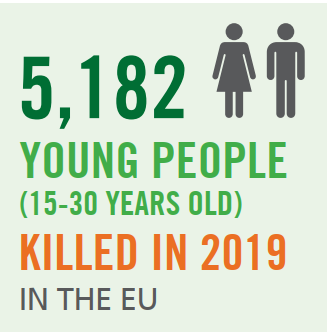 5,182
YOUNG PEOPLE
(15-30 YEARS OLD)
KILLED IN 2019
IN THE EU